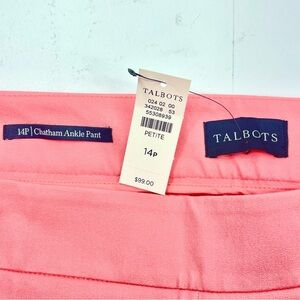 TALBOTS
024 02 00
342028 53
55308939
PETITE
14P
$99.00
14P | Chatham Ankle Pant
TALBOTS